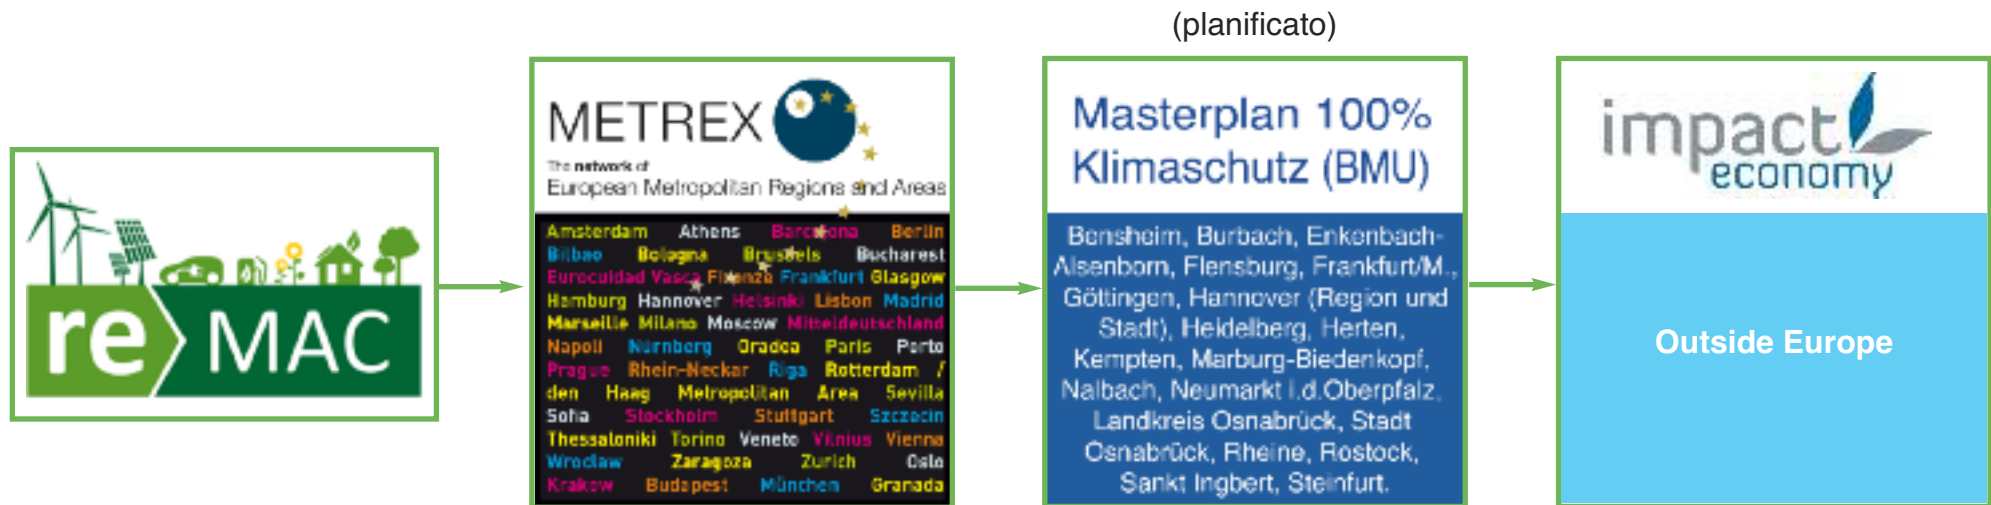 (planificato)
re MAC
METREX
The network of
European Metropolitan Regions and Areas
Amsterdam Athens Barcelona Berlin
Bilbao Bologna Brussels Bucharest
Eurocuidad Vasca Firenze Frankfurt Glasgow
Hamburg Hannover Helsinki Lisbon Madrid
Marseille Milano Moscow Mitteldeutschland
Napoli Nürnberg Oradea Paris Porto
Prague Rhein-Neckar Riga Rotterdam /
den Haag Metropolitan Area Sevilla
Sofia Stockholm Stuttgart Szczecin
Thessaloniki Torino Veneto Vilnius Vienna
Wroclaw Zaragoza Zurich Oslo
Krakow Budapest München Granada
Masterplan 100%
Klimaschutz (BMU)
Bensheim, Burbach, Enkenbach-
Alsenborn, Flensburg, Frankfurt/M.,
Göttingen, Hannover (Region und
Stadt), Heidelberg, Herten,
Kempten, Marburg-Biedenkopf,
Nalbach, Neumarkt i.d.Oberpfalz,
Landkreis Osnabrück, Stadt
Osnabrück, Rheine, Rostock,
Sankt Ingbert, Steinfurt.
impact
economy
Outside Europe